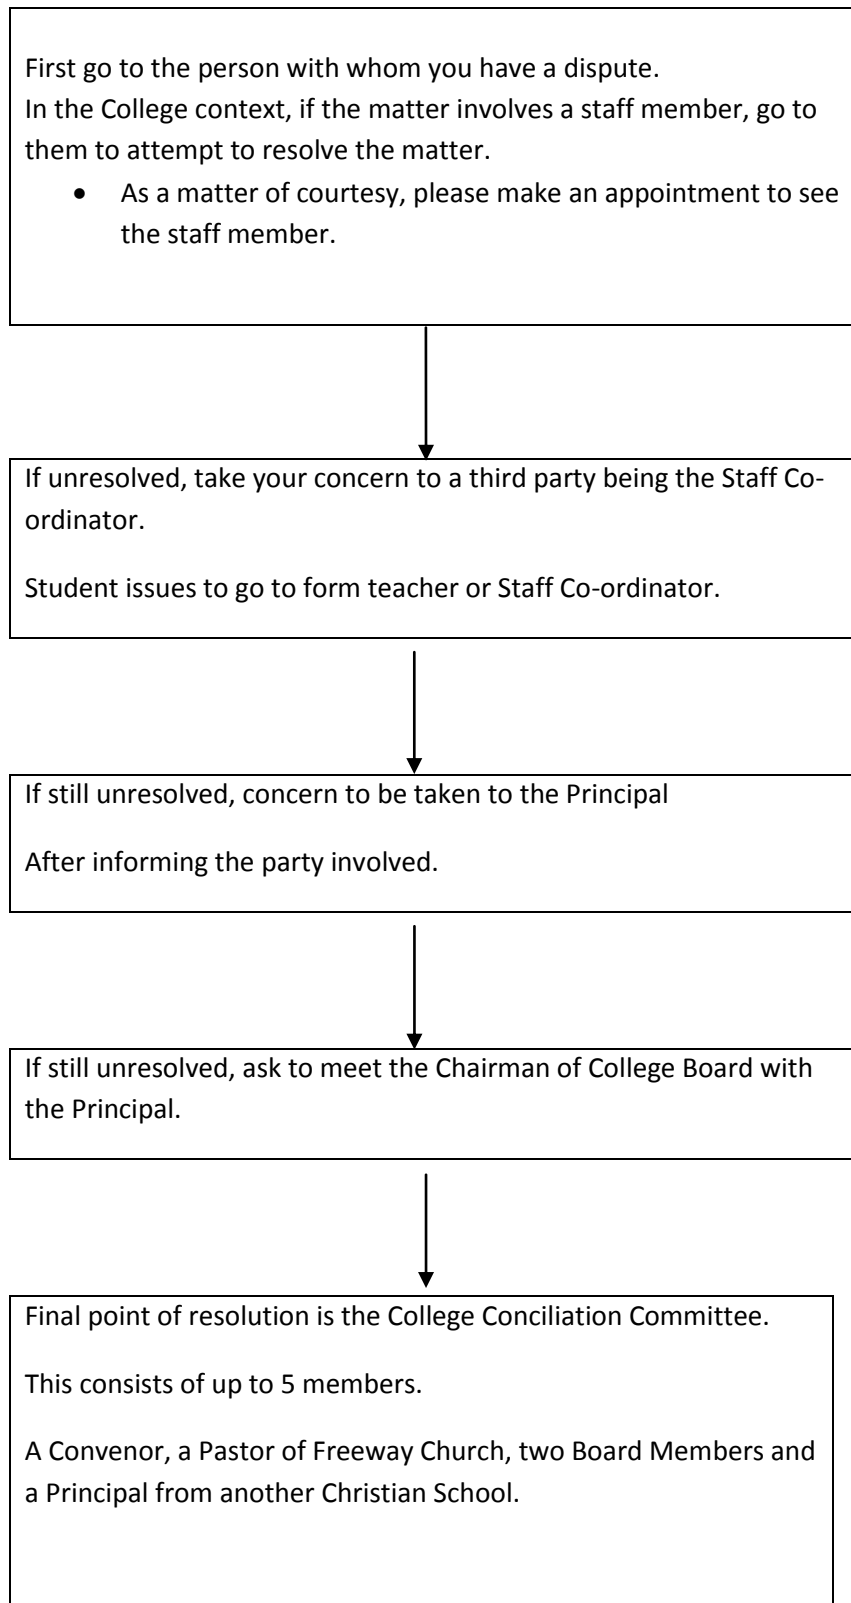 First go to the person with whom you have a dispute.
In the College context, if the matter involves a staff member, go to
them to attempt to resolve the matter.
• As a matter of courtesy, please make an appointment to see
the staff member.
If unresolved, take your concern to a third party being the Staff Co-
ordinator.
Student issues to go to form teacher or Staff Co-ordinator.
If still unresolved, concern to be taken to the Principal
After informing the party involved.
If still unresolved, ask to meet the Chairman of College Board with
the Principal.
Final point of resolution is the College Conciliation Committee.
This consists of up to 5 members.
A Convenor, a Pastor of Freeway Church, two Board Members and
a Principal from another Christian School.